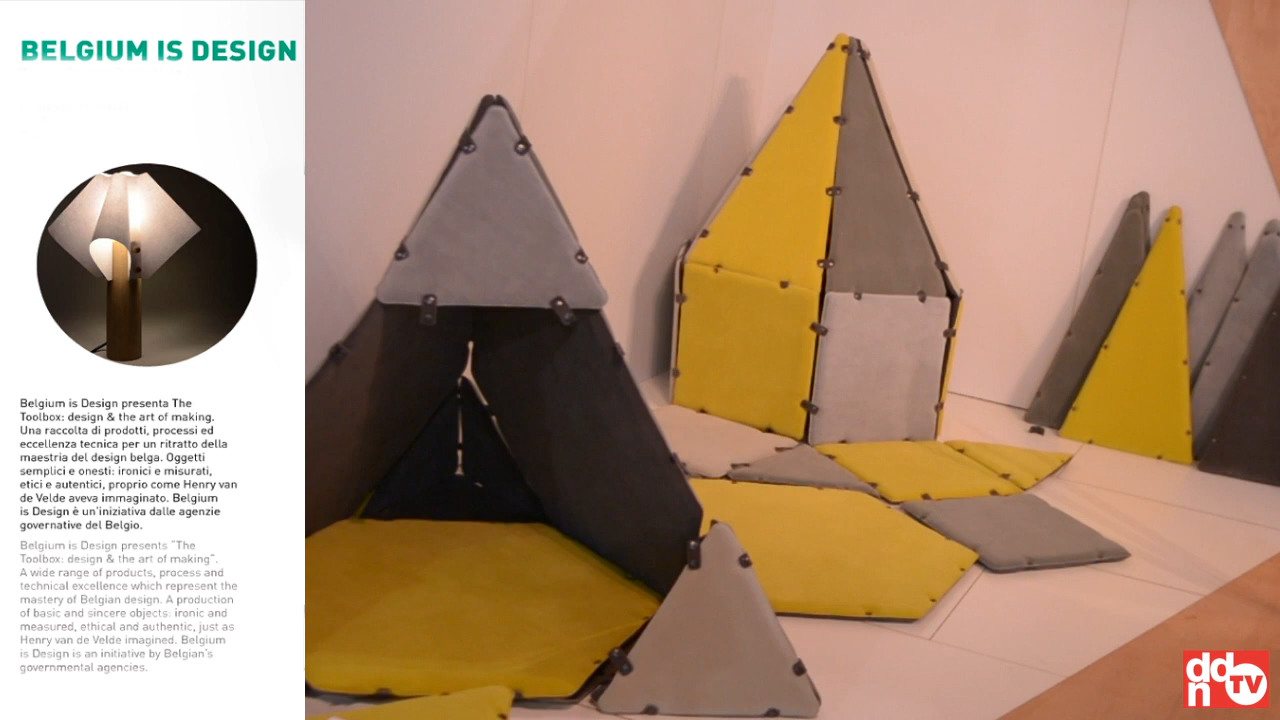 BELGIUM IS DESIGN
Belgium is Design presenta The
Toolbox: design & the art of making.
Una raccolta di prodotti, processi ed
eccellenza tecnica per un ritratto della
maestria del design belga. Oggetti
semplici e onesti: ironici e misurati,
etici e autentici, proprio come Henry van
de Velde aveva immaginato. Belgium
is Design è un'iniziativa dalle agenzie
governative del Belgio.
Belgium is Design presents "The
Toolbox: design & the art of making".
A wide range of products, process and
technical excellence which represent the
mastery of Belgian design. A production
of basic and sincere objects: ironic and
measured, ethical and authentic, just as
Henry van de Velde imagined. Belgium
is Design is an initiative by Belgian's
governmental agencies.
ddn TV